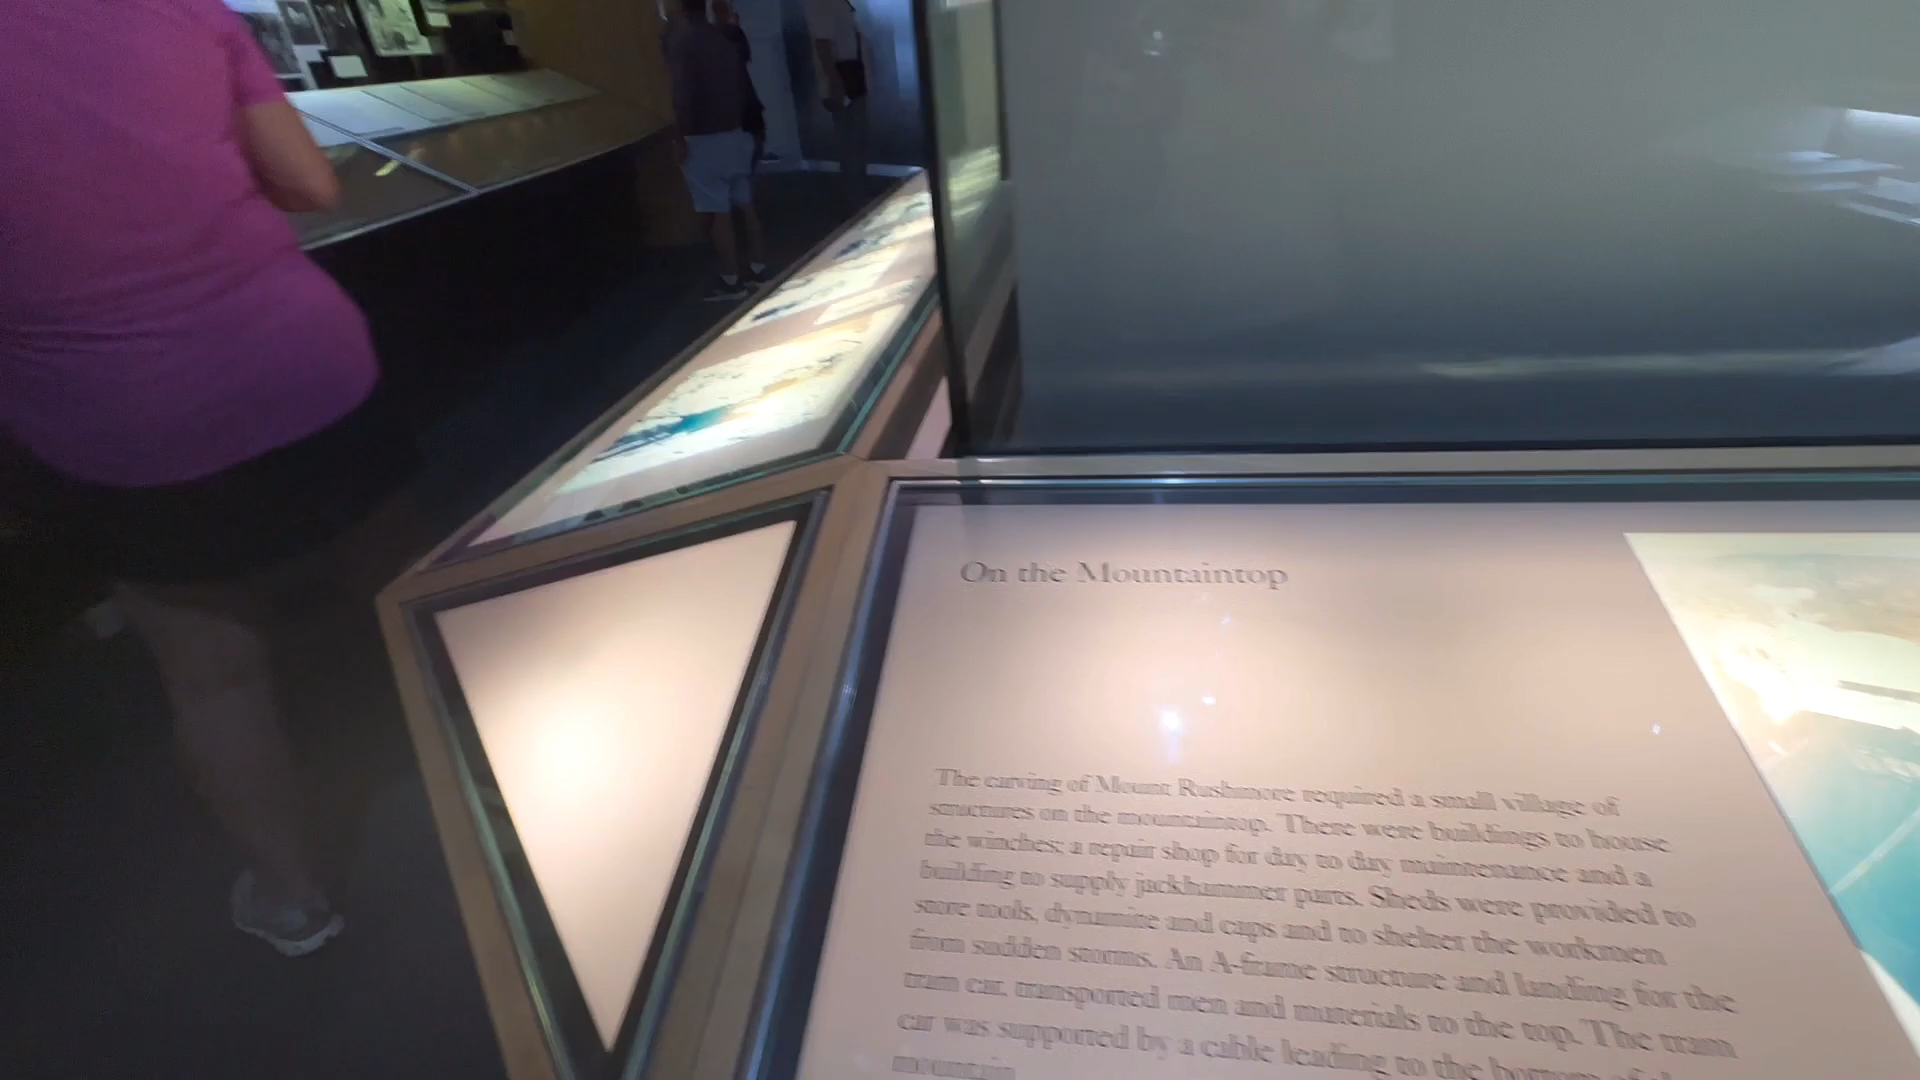 On the Mountaintop
The carving of Mount Rushmore required a small village of
structures on the mountaintop. There were buildings to house
the winches; a repair shop for day to day maintenance and a
building to supply jackhammer parts. Sheds were provided to
store tools, dynamite and caps and to shelter the workmen
from sudden storms. An A-frame structure and landing for the
tram car, transported men and materials to the top. The tram
car was supported by a cable leading to the bottom of
mountain